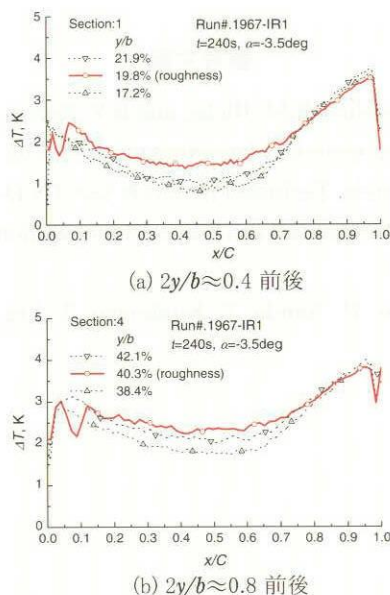 Section:1
Run#.1967-IR1
y/b
t=240s, α=-3.5deg
21.9%
19.8% (roughness)
17.2%
ΔT, K
5
4
3
2
1
0
0.0 0.1 0.2 0.3 0.4 0.5 0.6 0.7 0.8 0.9 1.0
x/C
(a) 2y/b≈0.4 前後
Section:4
Run#.1967-IR1
y/b
t=240s, α=-3.5deg
42.1%
40.3% (roughness)
38.4%
ΔT, K
5
4
3
2
1
0
0.0 0.1 0.2 0.3 0.4 0.5 0.6 0.7 0.8 0.9 1.0
x/C
(b) 2y/b≈0.8 前後